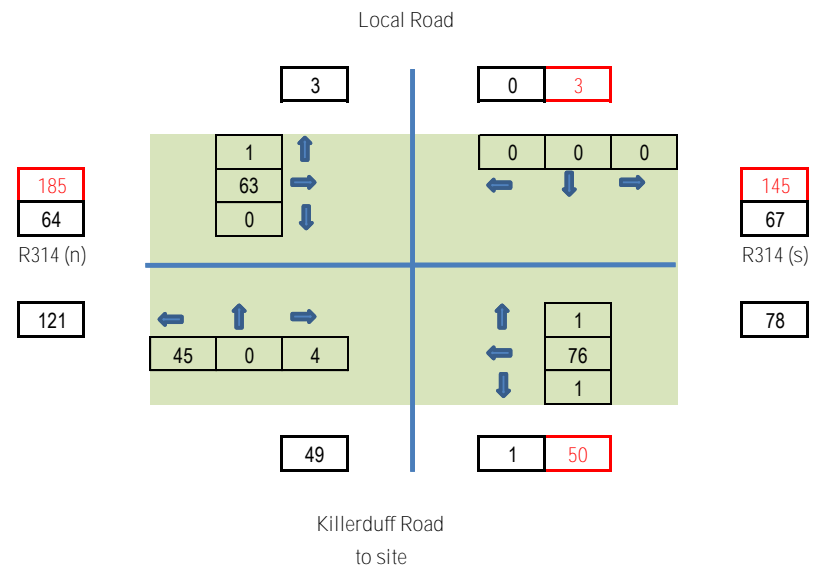 Local Road
3 0 3
1 0 0 0
185 63 145
64 0 67
R314 (n) R314 (s)
121 1 78
45 0 4 76
1
49 1 50
Killerduff Road
to site